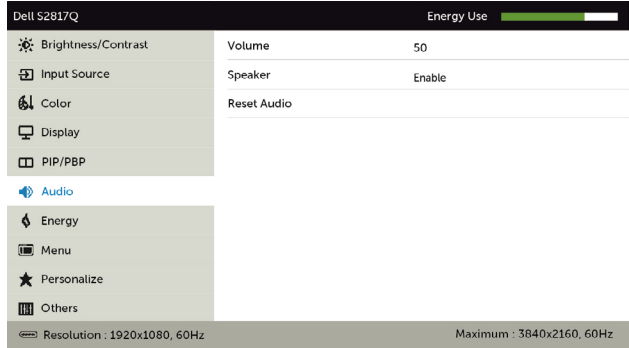 Dell S2817Q Energy Use
Brightness/Contrast Volume 50
Input Source Speaker Enable
Color Reset Audio
Display
PIP/PBP
Audio
Energy
Menu
Personalize
Others
Resolution : 1920x1080, 60Hz Maximum : 3840x2160, 60Hz